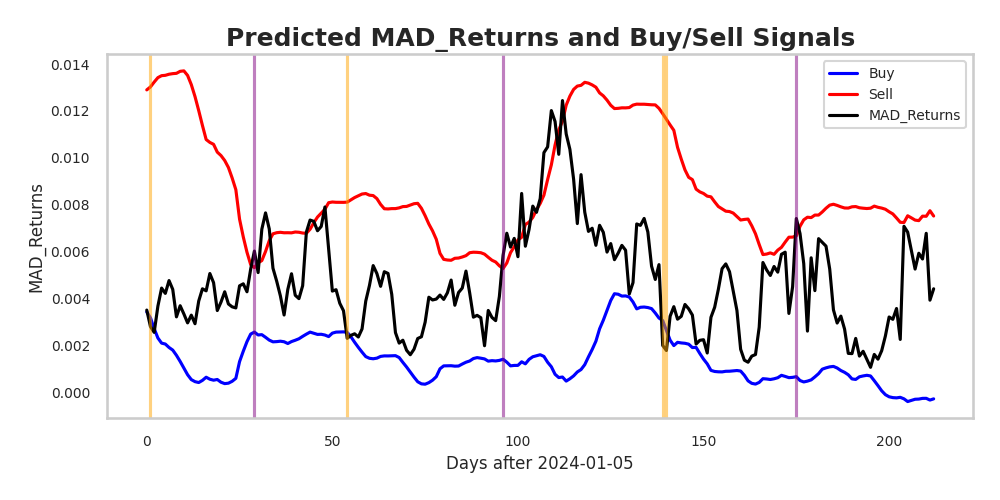 Predicted MAD_Returns and Buy/Sell Signals
MAD_Returns
0.014
0.012
0.010
0.008
0.006
0.004
0.002
0.000
Buy
Sell
MAD_Returns
0 50 100 150 200
Days after 2024-01-05